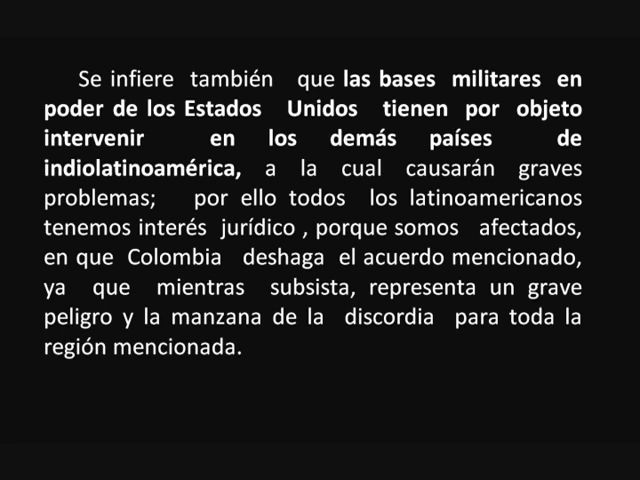 Se infiere también que las bases militares en
poder de los Estados Unidos tienen por objeto
intervenir en los demás países de
indiolatinoamérica, a la cual causarán graves
problemas; por ello todos los latinoamericanos
tenemos interés jurídico , porque somos afectados,
en que Colombia deshaga el acuerdo mencionado,
ya que mientras subsista, representa un grave
peligro y la manzana de la discordia para toda la
región mencionada.